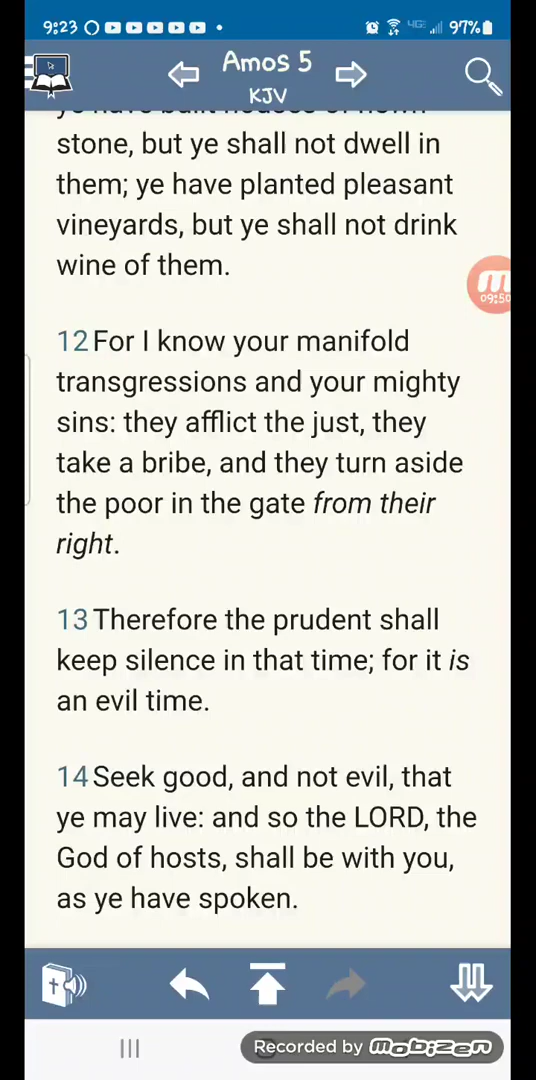 9:23 4G 97%
Amos 5
KJV
stone, but ye shall not dwell in
them; ye have planted pleasant
vineyards, but ye shall not drink
wine of them.
09:50
12 For I know your manifold
transgressions and your mighty
sins: they afflict the just, they
take a bribe, and they turn aside
the poor in the gate from their
right.
13 Therefore the prudent shall
keep silence in that time; for it is
an evil time.
14 Seek good, and not evil, that
ye may live: and so the LORD, the
God of hosts, shall be with you,
as ye have spoken.
Recorded by mobizen